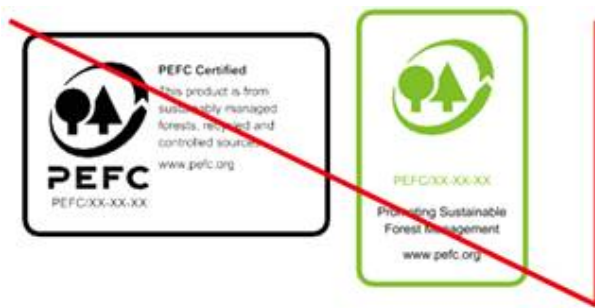 PEFC Certified
This product is from
sustainably managed
forests, recycled and
controlled sources
www.pefc.org
PEFC
PEFC/XX-XX-XX
PEFC/XX-XX-XX
Promoting Sustainable
Forest Management
www.pefc.org